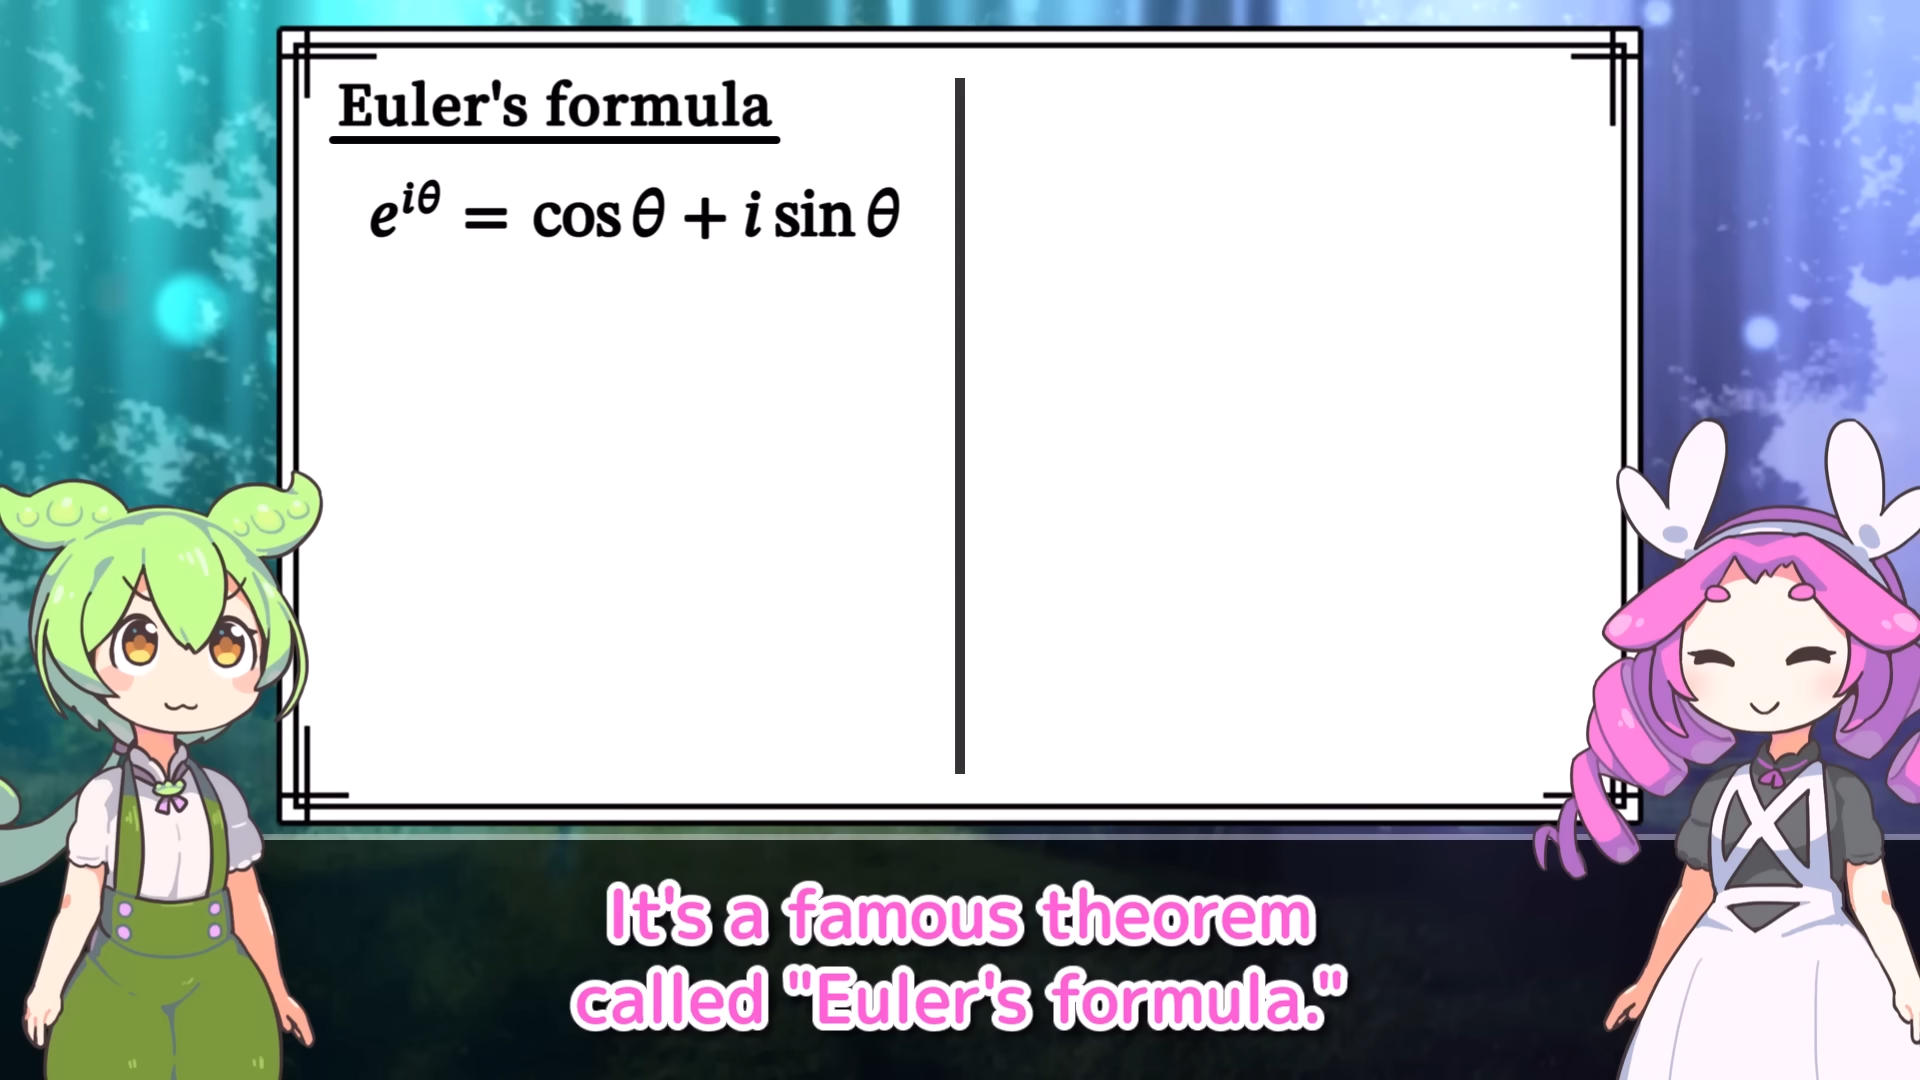 Euler's formula
e^{iθ} = cos θ + i sin θ
It's a famous theorem
called "Euler's formula."